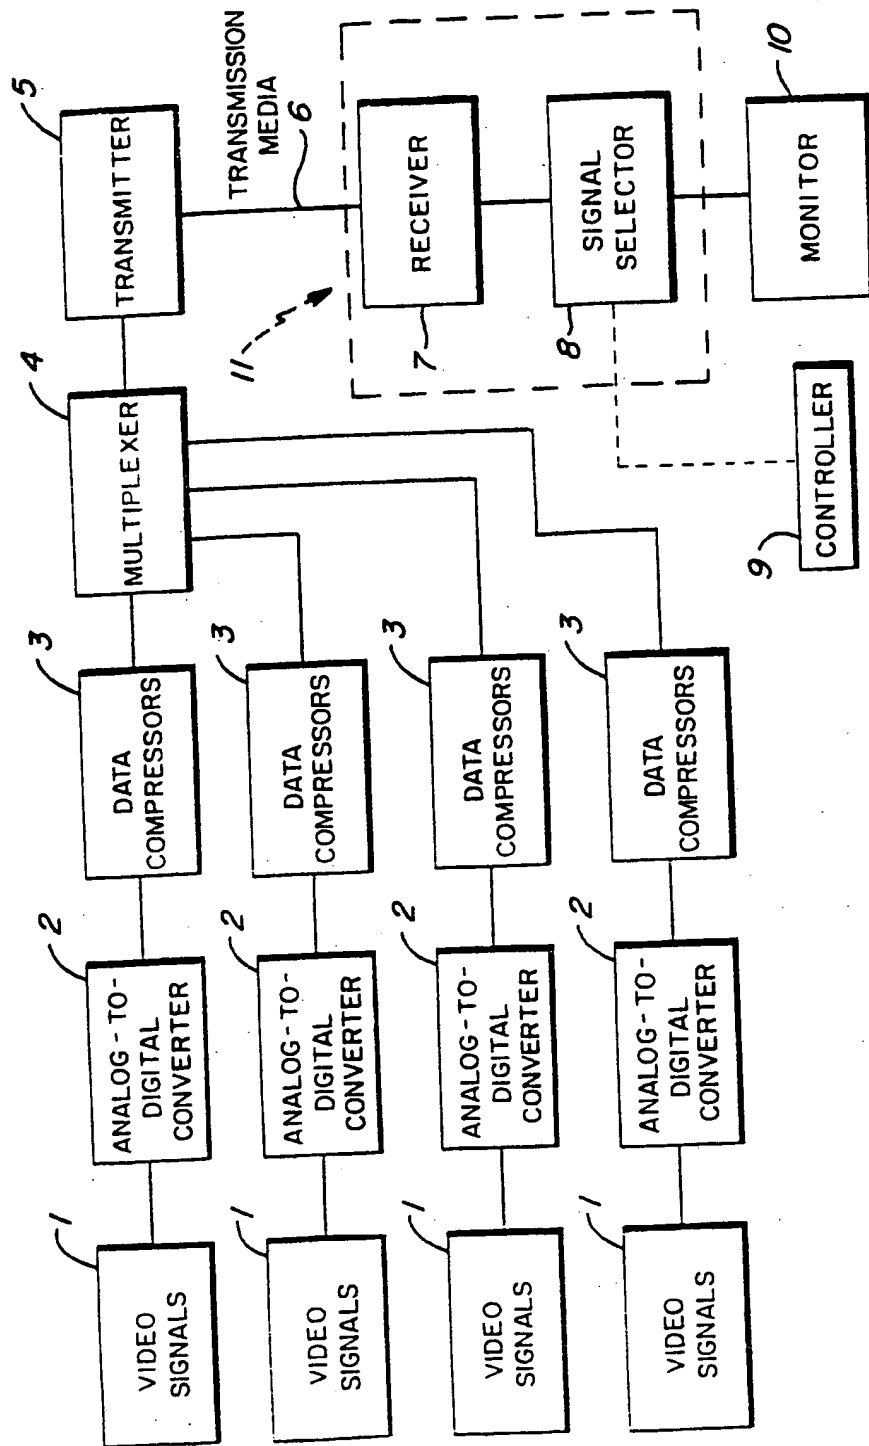 1
VIDEO
SIGNALS
2
ANALOG-TO-
DIGITAL
CONVERTER
3
DATA
COMPRESSORS
4
MULTIPLEXER
5
TRANSMITTER
1
VIDEO
SIGNALS
2
ANALOG-TO-
DIGITAL
CONVERTER
3
DATA
COMPRESSORS
1
VIDEO
SIGNALS
2
ANALOG-TO-
DIGITAL
CONVERTER
3
DATA
COMPRESSORS
1
VIDEO
SIGNALS
2
ANALOG-TO-
DIGITAL
CONVERTER
3
DATA
COMPRESSORS
TRANSMISSION
MEDIA
6
11
RECEIVER
7
SIGNAL
SELECTOR
8
CONTROLLER
9
MONITOR
10